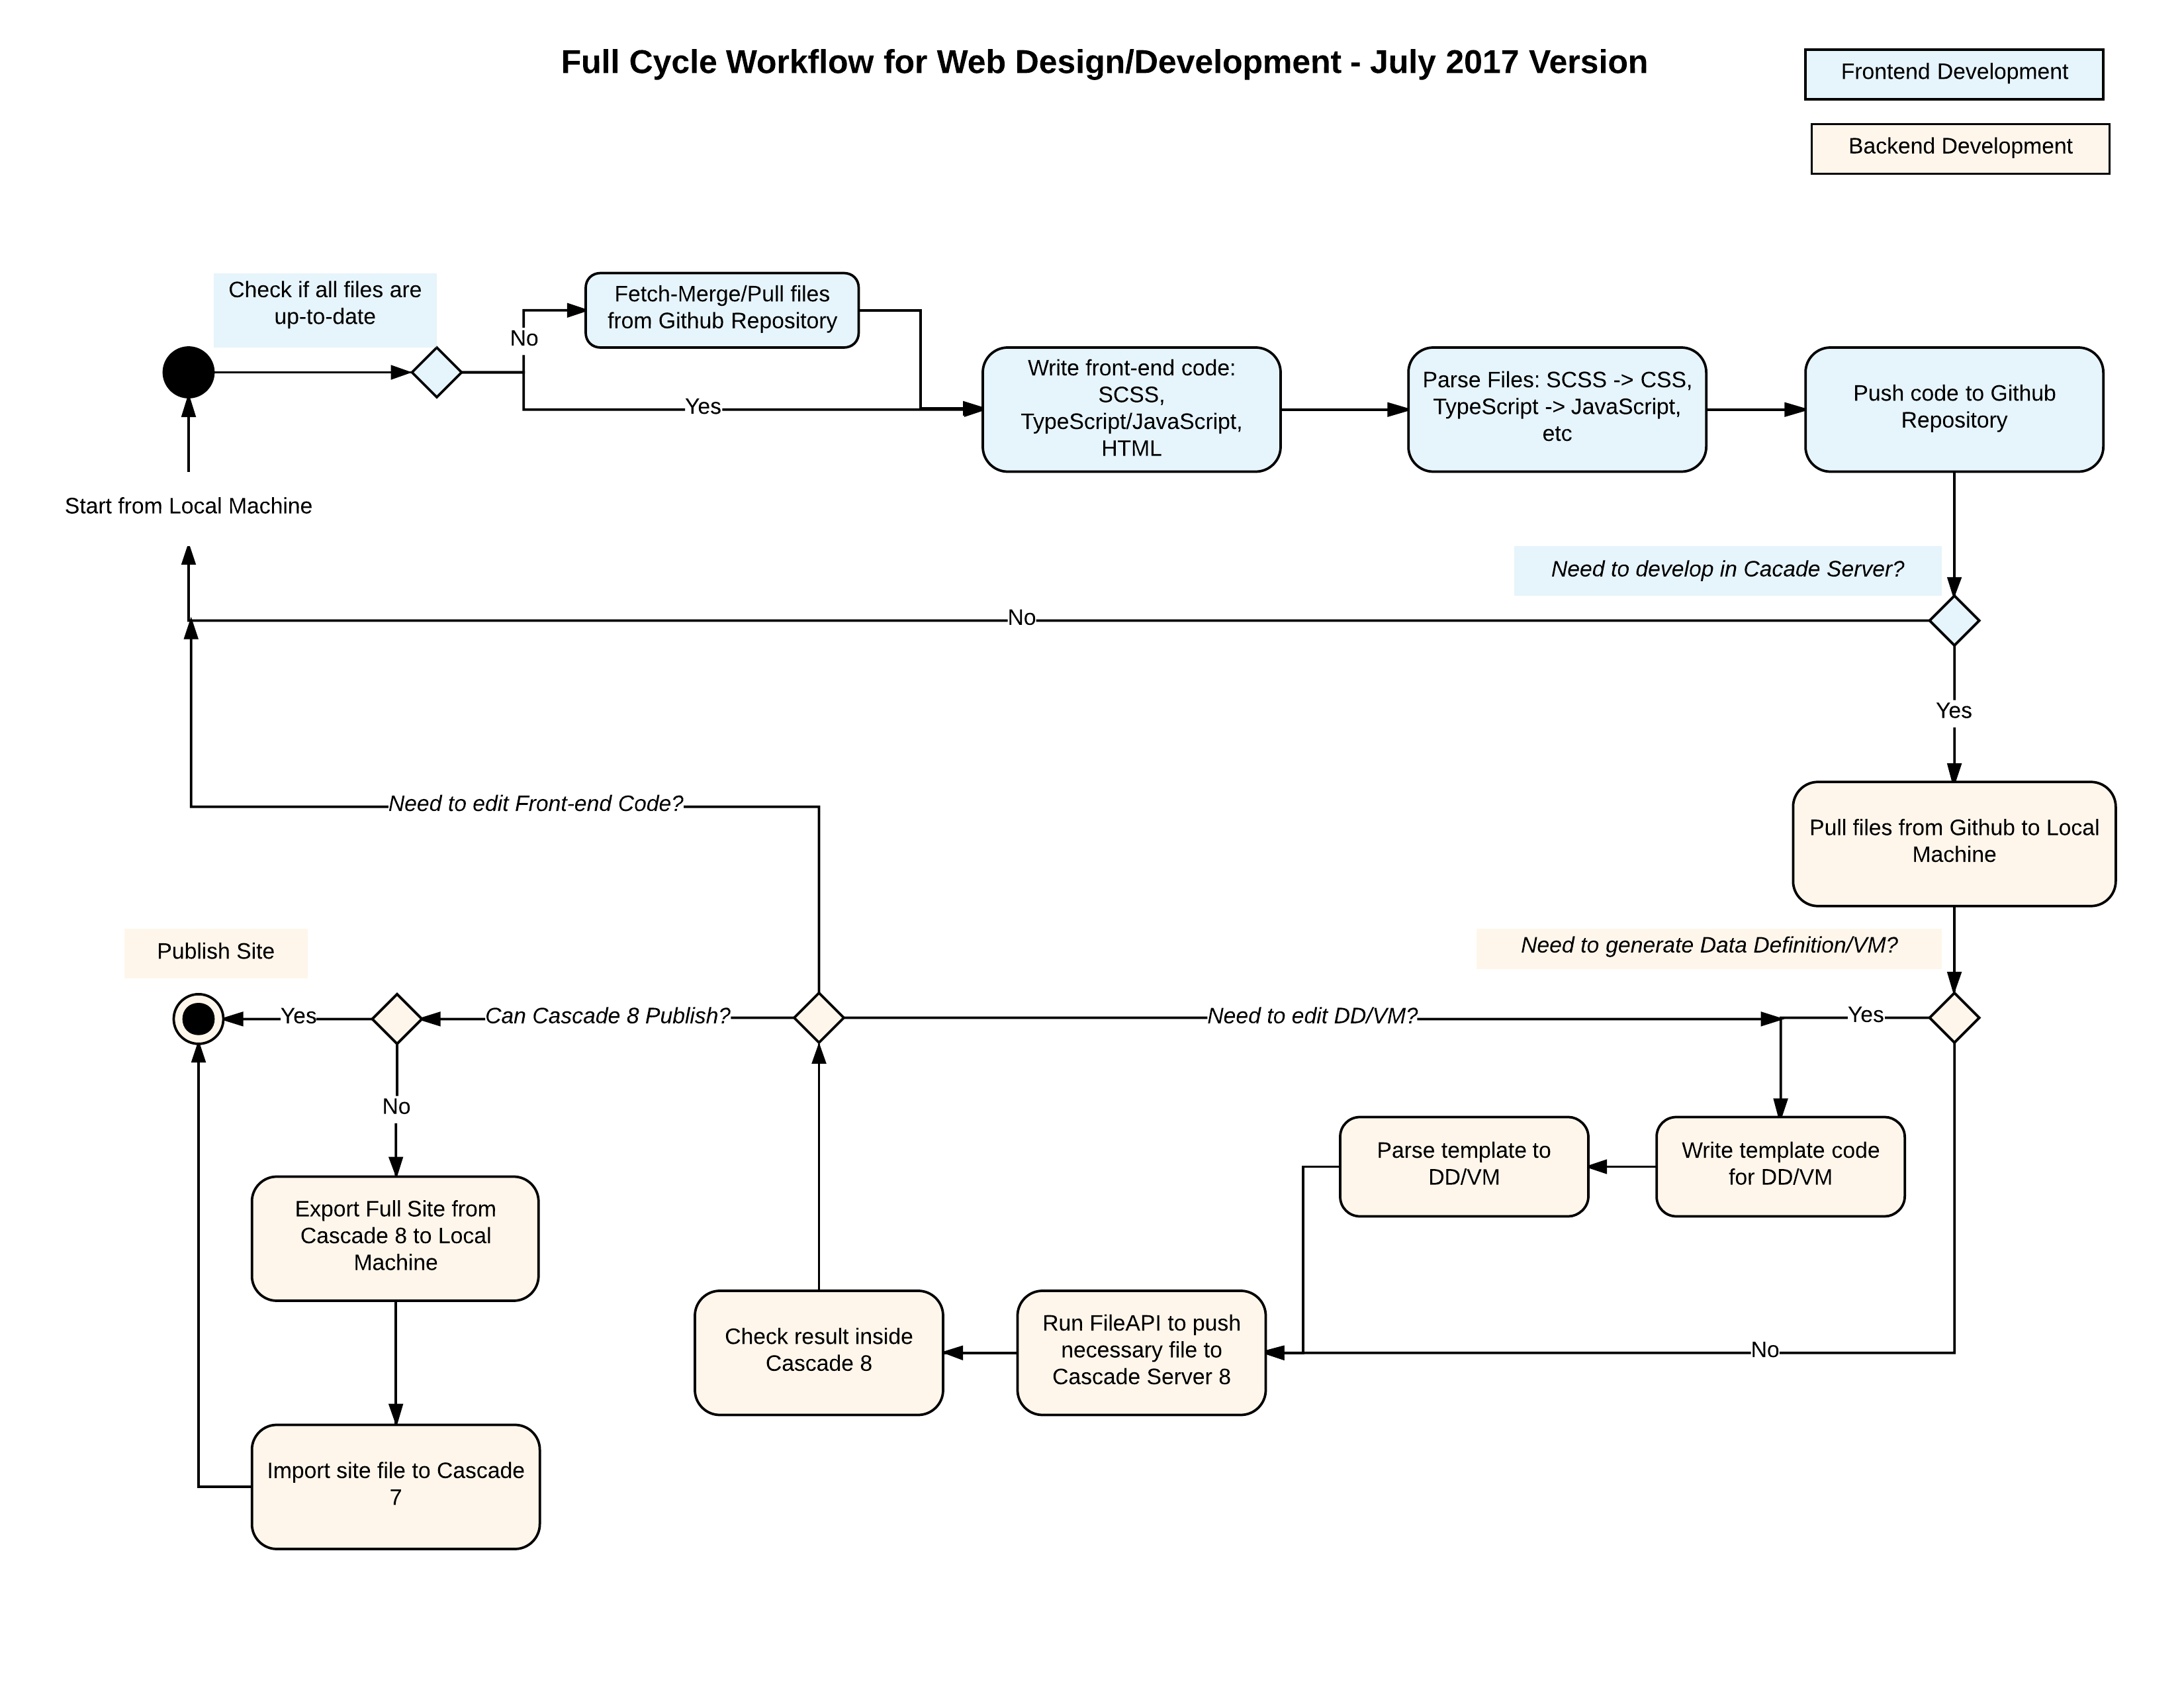 Full Cycle Workflow for Web Design/Development - July 2017 Version
Frontend Development
Backend Development
Check if all files are
up-to-date
No
Fetch-Merge/Pull files
from Github Repository
Yes
Write front-end code:
SCSS,
TypeScript/JavaScript,
HTML
Parse Files: SCSS -> CSS,
TypeScript -> JavaScript,
etc
Push code to Github
Repository
Start from Local Machine
Need to develop in Cacade Server?
No
Yes
Pull files from Github to Local
Machine
Need to edit Front-end Code?
Need to generate Data Definition/VM?
Publish Site
Yes
Can Cascade 8 Publish?
Need to edit DD/VM?
Yes
No
Write template code
for DD/VM
Parse template to
DD/VM
Export Full Site from
Cascade 8 to Local
Machine
Check result inside
Cascade 8
Run FileAPI to push
necessary file to
Cascade Server 8
No
Import site file to Cascade
7